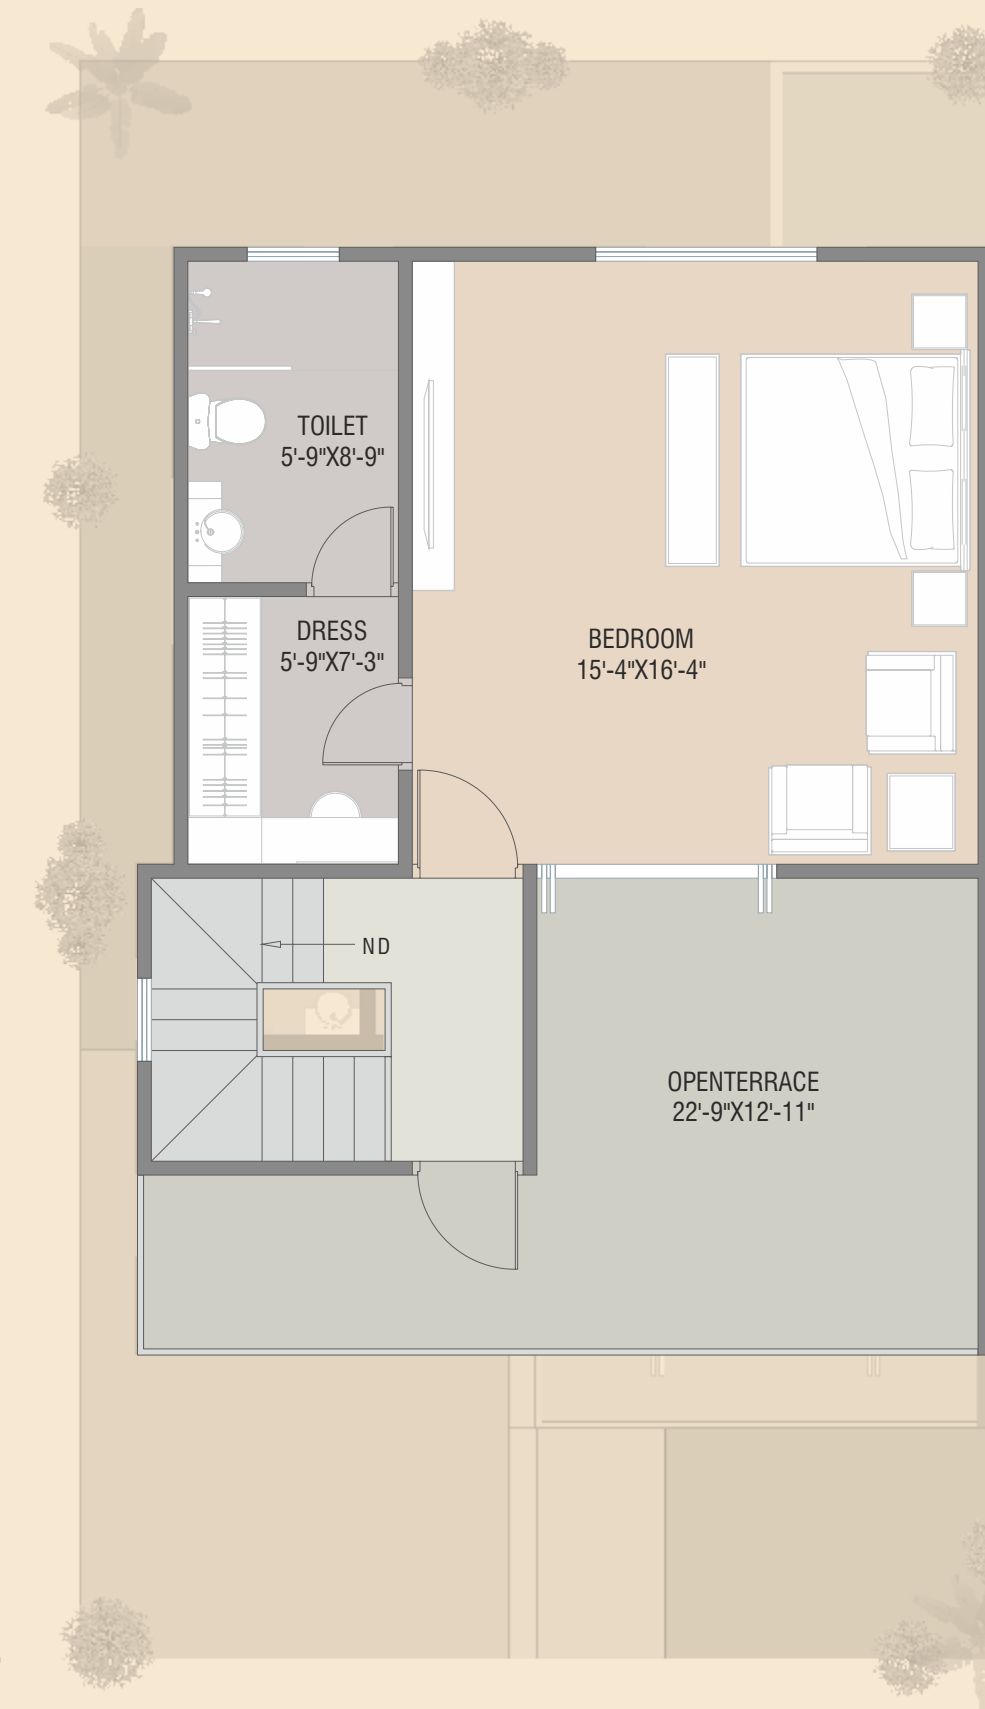 TOILET
5'-9"X8'-9"
DRESS
5'-9"X7'-3"
BEDROOM
15'-4"X16'-4"
ND
OPENTERRACE
22'-9"X12'-11"